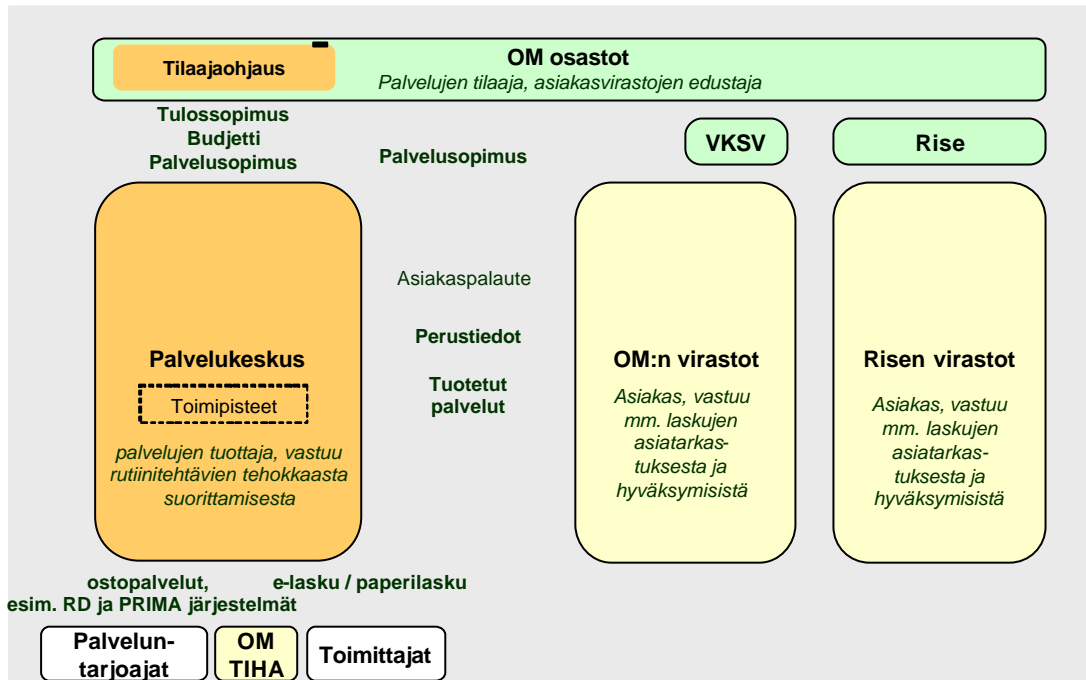 OM osastot
Tilaajaohjaus
Palvelujen tilaaja, asiakasvirastojen edustaja
Tulossopimus
Budjetti
Palvelusopimus
Palvelusopimus
VKSV
Rise
Asiakaspalaute
Perustiedot
Tuotetut
palvelut
Palvelukeskus
Toimipisteet
palvelujen tuottaja, vastuu
rutiinitehtävien tehokkaasta
suorittamisesta
OM:n virastot
Asiakas, vastuu
mm. laskujen
asiatarkas-
tuksesta ja
hyväksymisistä
Risen virastot
Asiakas, vastuu
mm. laskujen
asiatarkas-
tuksesta ja
hyväksymisistä
ostopalvelut,
esim. RD ja PRIMA järjestelmät
e-lasku / paperilasku
Palvelun-
tarjoajat
OM
TIHA
Toimittajat